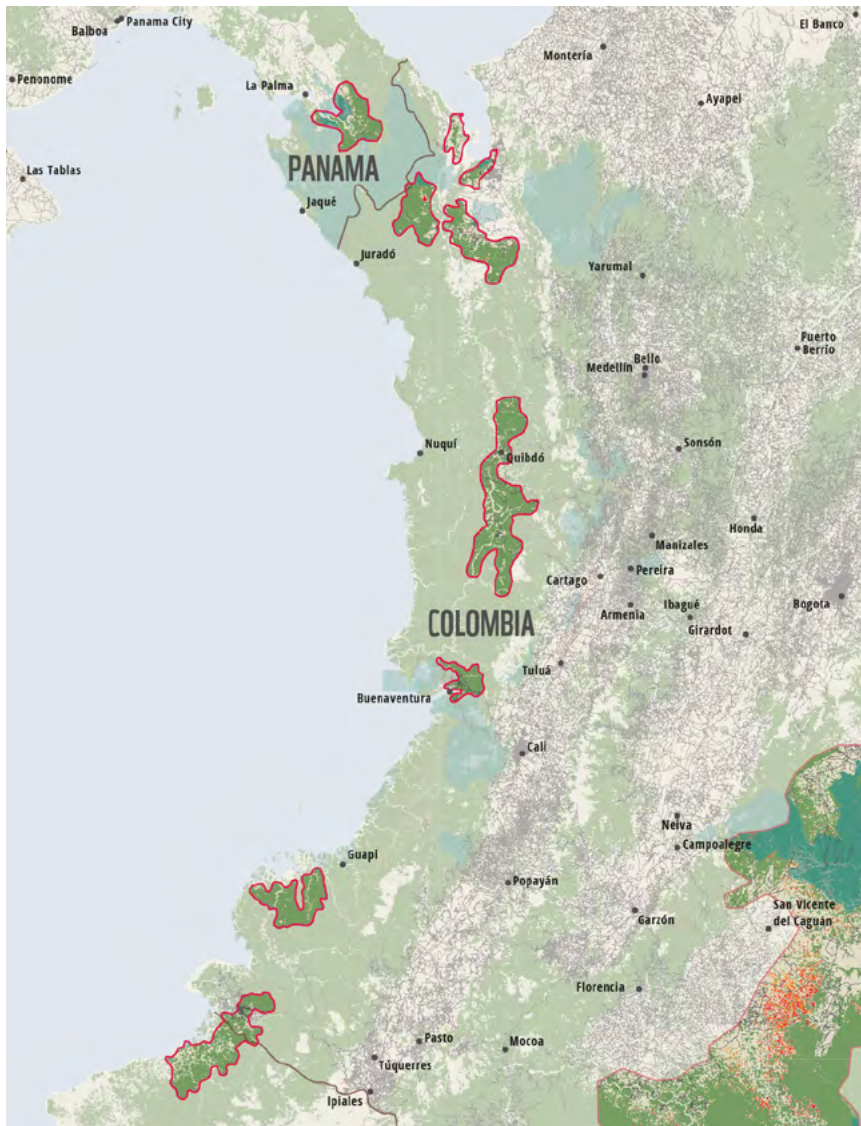 El Banco
Panama City
Balboa
Montería
Penonome
La Palma
Ayapel
Las Tablas
PANAMA
Jaqué
Juradó
Yarumal
Puerto
Berrio
Bello
Medellín
Nuquí
Quibdó
Sonsón
Honda
Manizales
Cartago
Pereira
Bogota
Armenia
Ibagué
Girardot
COLOMBIA
Tuluá
Buenaventura
Cali
Neiva
Campoalegre
Guapi
Popayán
San Vicente
del Caguán
Garzón
Florencia
Pasto
Mocoa
Túquerres
Ipiales